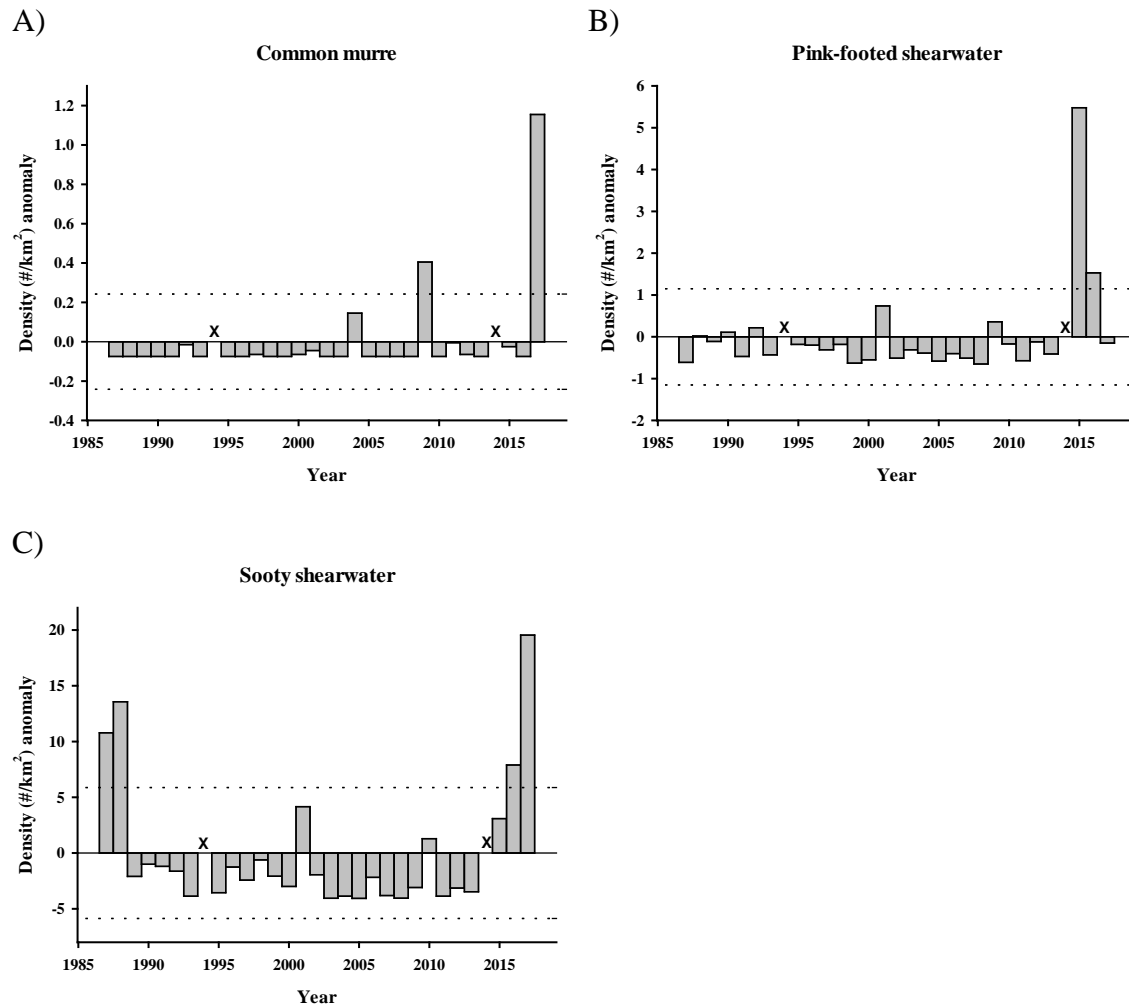 A)
Common murre
Density (#/km²) anomaly
1.2
1.0
0.8
0.6
0.4
0.2
0.0
-0.2
-0.4
X
X
1985 1990 1995 2000 2005 2010 2015
Year
B)
Pink-footed shearwater
Density (#/km²) anomaly
6
5
4
3
2
1
0
-1
-2
X
X
1985 1990 1995 2000 2005 2010 2015
Year
C)
Sooty shearwater
Density (#/km²) anomaly
20
15
10
5
0
-5
X
X
1985 1990 1995 2000 2005 2010 2015
Year